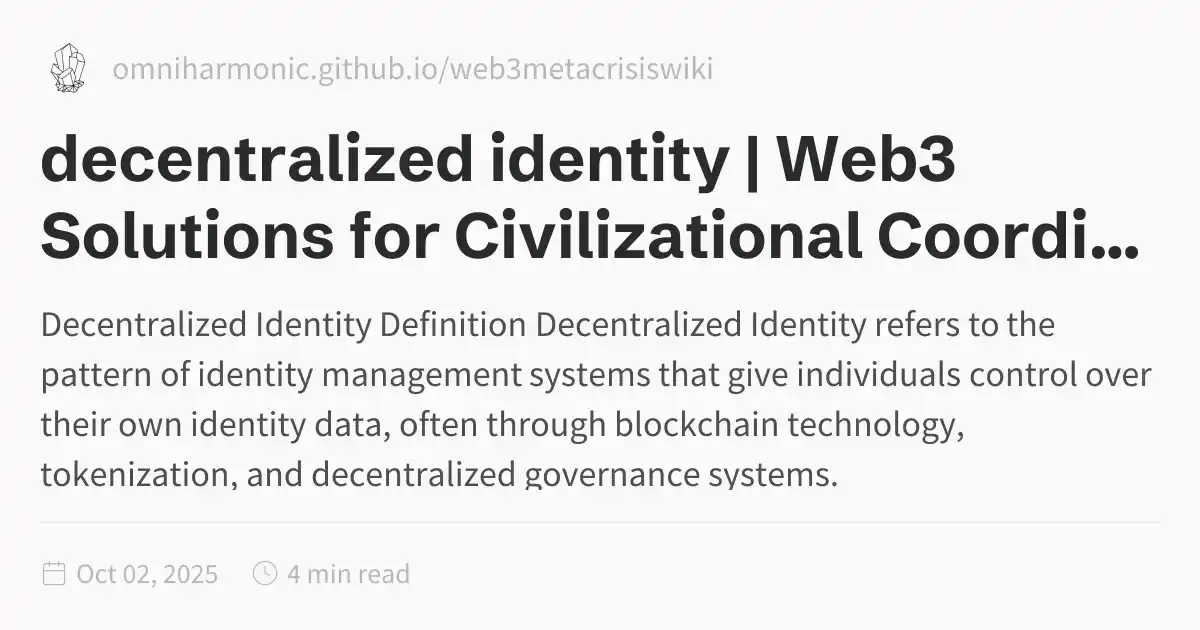 omniharmonic.github.io/web3metacrisiswiki
decentralized identity | Web3
Solutions for Civilizational Coordi...
Decentralized Identity Definition Decentralized Identity refers to the
pattern of identity management systems that give individuals control over
their own identity data, often through blockchain technology,
tokenization, and decentralized governance systems.
Oct 02, 2025 4 min read